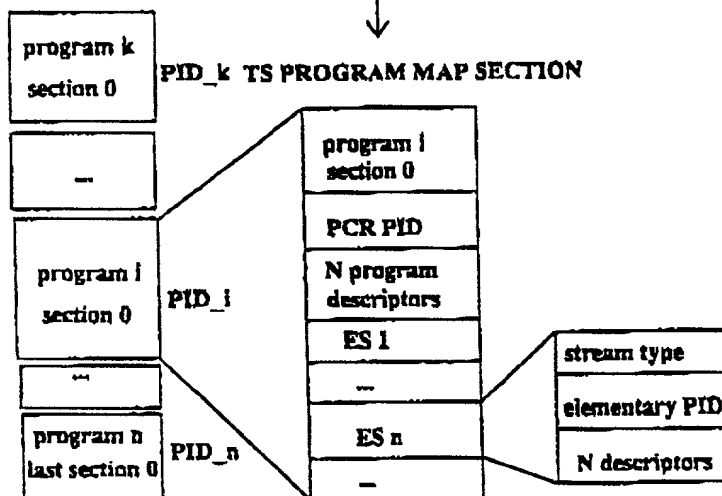 program k
section 0
PID_k TS PROGRAM MAP SECTION
...
program i
section 0
PID_i
...
program n
last section 0
PID_n
program i
section 0
PCR PID
N program
descriptors
ES 1
...
ES n
...
stream type
elementary PID
N descriptors